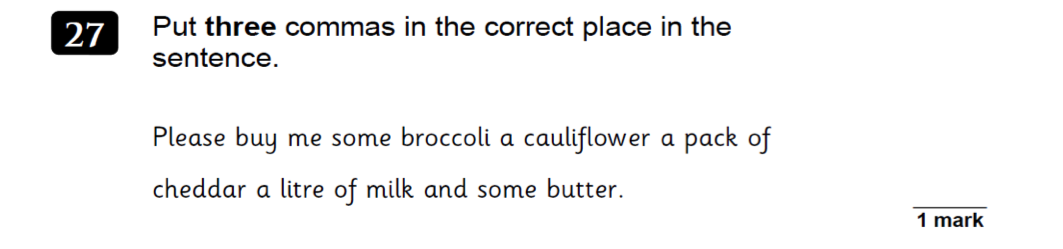 27 Put three commas in the correct place in the
sentence.
Please buy me some broccoli a cauliflower a pack of
cheddar a litre of milk and some butter.
1 mark